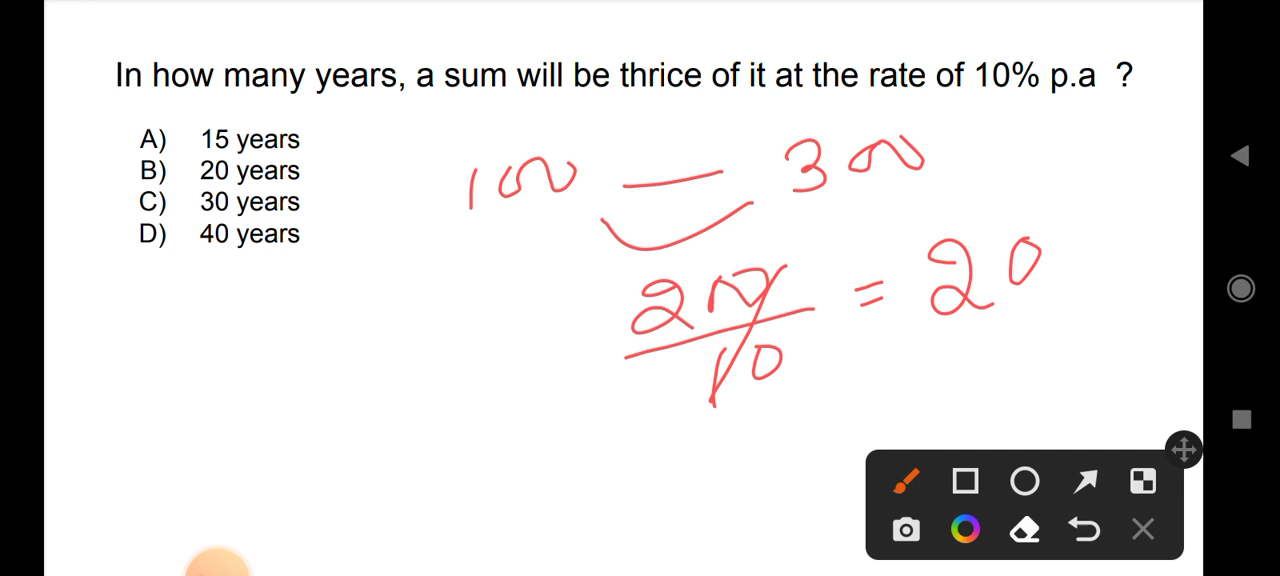 In how many years, a sum will be thrice of it at the rate of 10% p.a ?
A) 15 years
B) 20 years
C) 30 years
D) 40 years
100 — 300
200/10 = 20